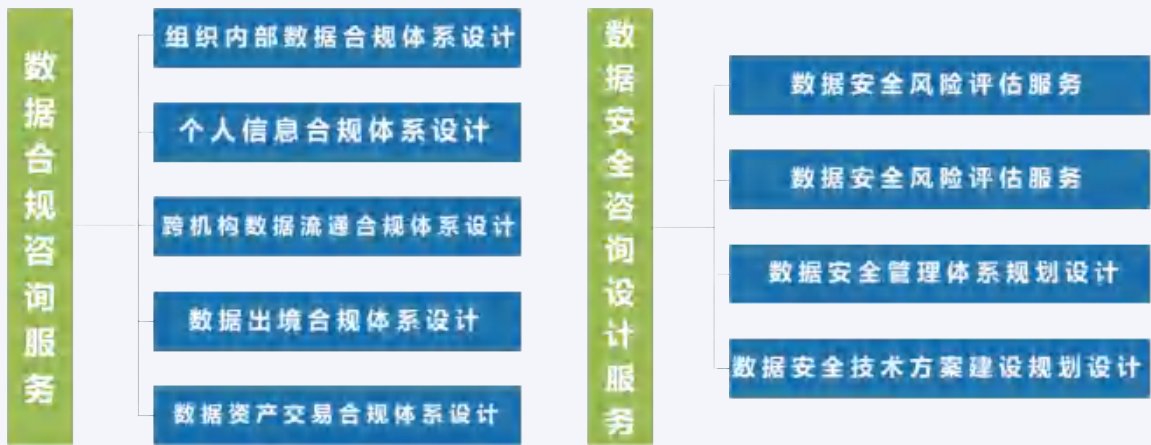 数据合规咨询服务
组织内部数据合规体系设计
个人信息合规体系设计
跨机构数据流通合规体系设计
数据出境合规体系设计
数据资产交易合规体系设计
数据安全咨询设计服务
数据安全风险评估服务
数据安全风险评估服务
数据安全管理体系规划设计
数据安全技术方案建设规划设计